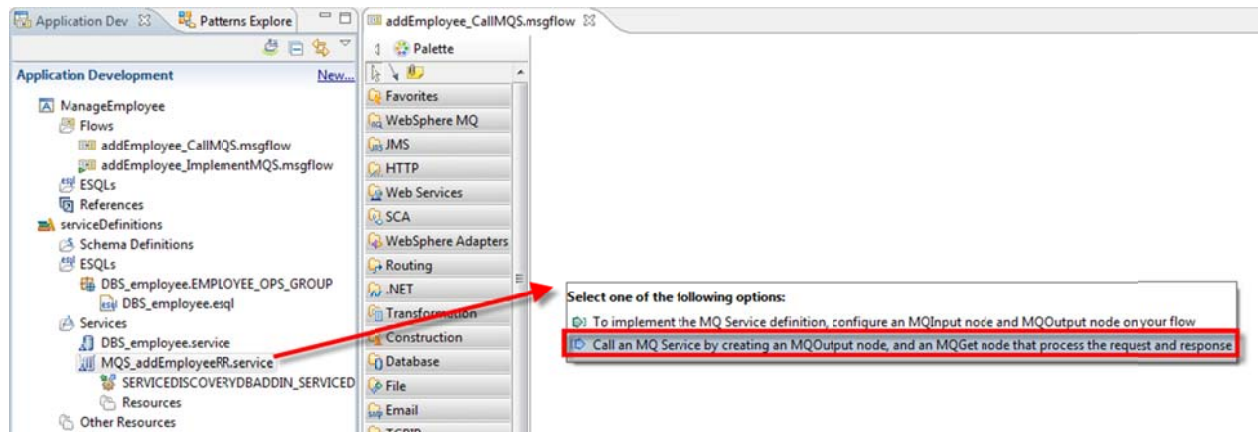 Application Dev
Patterns Explore
addEmployee_CallMQS.msgflow
Application Development
New...
ManageEmployee
Flows
addEmployee_CallMQS.msgflow
addEmployee_ImplementMQS.msgflow
ESQLs
References
serviceDefinitions
Schema Definitions
ESQLs
DBS_employee.EMPLOYEE_OPS_GROUP
DBS_employee.esql
Services
DBS_employee.service
MQS_addEmployeeRR.service
SERVICEDISCOVERYDBADDIN_SERVICED
Resources
Other Resources
Palette
Favorites
WebSphere MQ
JMS
HTTP
Web Services
SCA
WebSphere Adapters
Routing
.NET
Transformation
Construction
Database
File
Email
TCPIP
Select one of the following options:
To implement the MQ Service definition, configure an MQInput node and MQOutput node on your flow
Call an MQ Service by creating an MQOutput node, and an MQGet node that process the request and response